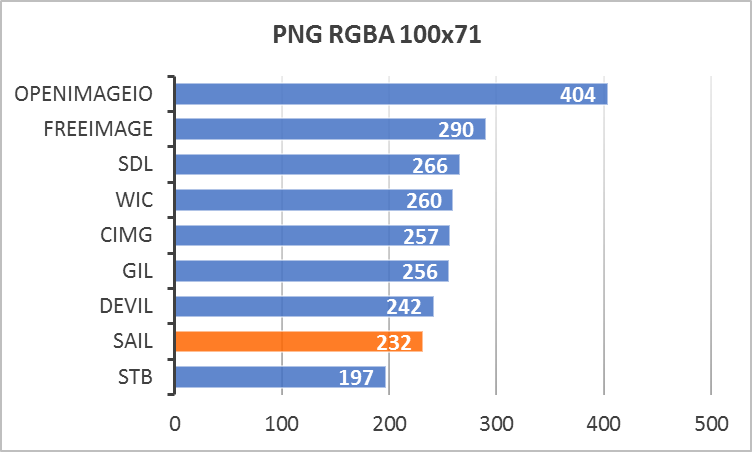 PNG RGBA 100x71
OPENIMAGEIO 404
FREEIMAGE 290
SDL 266
WIC 260
CIMG 257
GIL 256
DEVIL 242
SAIL 232
STB 197
0 100 200 300 400 500